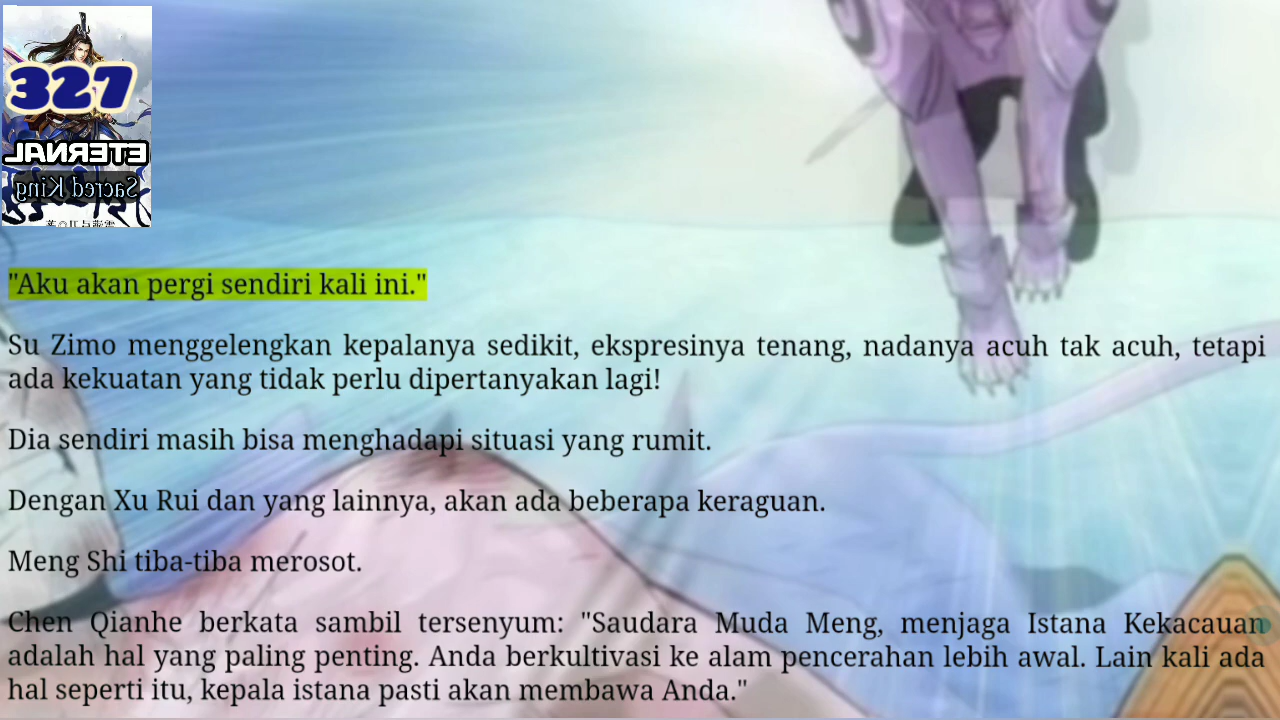 327
ETERNAL
Sacred King
"Aku akan pergi sendiri kali ini."
Su Zimo menggelengkan kepalanya sedikit, ekspresinya tenang, nadanya acuh tak acuh, tetapi
ada kekuatan yang tidak perlu dipertanyakan lagi!
Dia sendiri masih bisa menghadapi situasi yang rumit.
Dengan Xu Rui dan yang lainnya, akan ada beberapa keraguan.
Meng Shi tiba-tiba merosot.
Chen Qianhe berkata sambil tersenyum: "Saudara Muda Meng, menjaga Istana Kekacauan
adalah hal yang paling penting. Anda berkultivasi ke alam pencerahan lebih awal. Lain kali ada
hal seperti itu, kepala istana pasti akan membawa Anda."